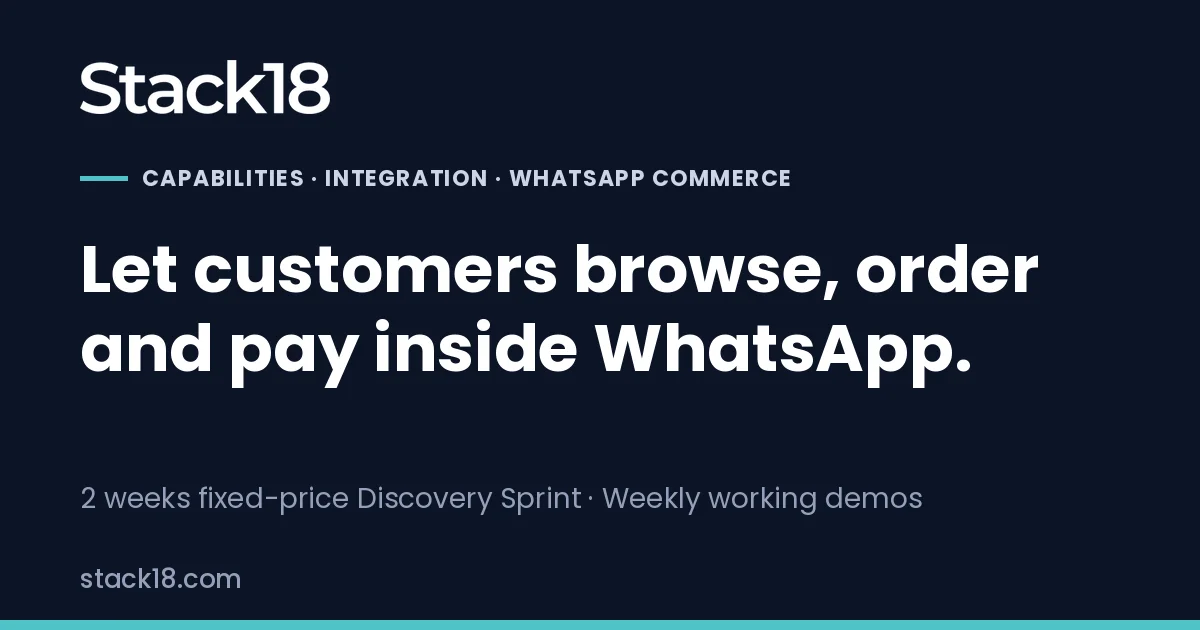 Stack18
CAPABILITIES · INTEGRATION · WHATSAPP COMMERCE
Let customers browse, order
and pay inside WhatsApp.
2 weeks fixed-price Discovery Sprint · Weekly working demos
stack18.com